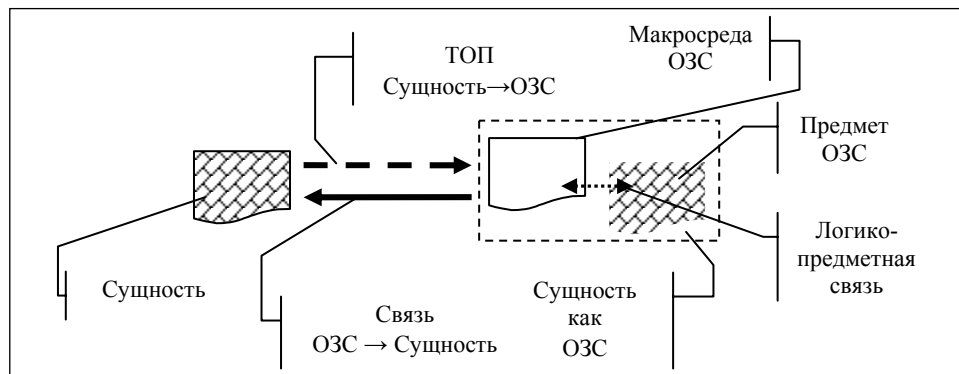 ТОП
Сущность→ОЗС
Макросреда
ОЗС
Предмет
ОЗС
Логико-
предметная
связь
Сущность
Связь
ОЗС → Сущность
Сущность
как
ОЗС